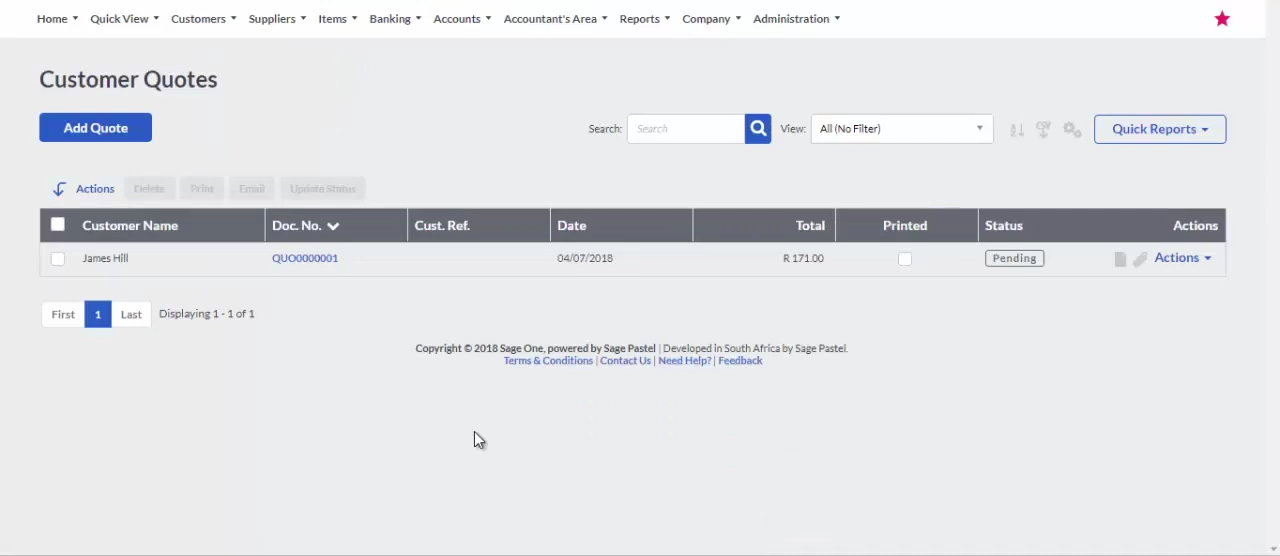 Home Quick View Customers Suppliers Items Banking Accounts Accountant's Area Reports Company Administration
Customer Quotes
Add Quote Search: Search View: All (No Filter) Quick Reports
Actions Delete Print Email Update Status
Customer Name Doc. No. Cust. Ref. Date Total Printed Status Actions
James Hill QUO0000001 04/07/2018 R 171.00 Pending Actions
First 1 Last Displaying 1 - 1 of 1
Copyright © 2018 Sage One, powered by Sage Pastel | Developed in South Africa by Sage Pastel.
Terms & Conditions | Contact Us | Need Help? | Feedback